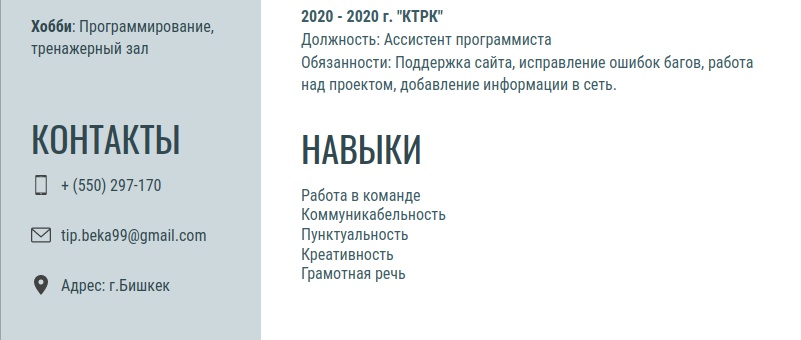 Хобби: Программирование,
тренажерный зал
КОНТАКТЫ
+ (550) 297-170
tip.beka99@gmail.com
Адрес: г.Бишкек
2020 - 2020 г. "КТРК"
Должность: Ассистент программиста
Обязанности: Поддержка сайта, исправление ошибок багов, работа
над проектом, добавление информации в сеть.
НАВЫКИ
Работа в команде
Коммуникабельность
Пунктуальность
Креативность
Грамотная речь